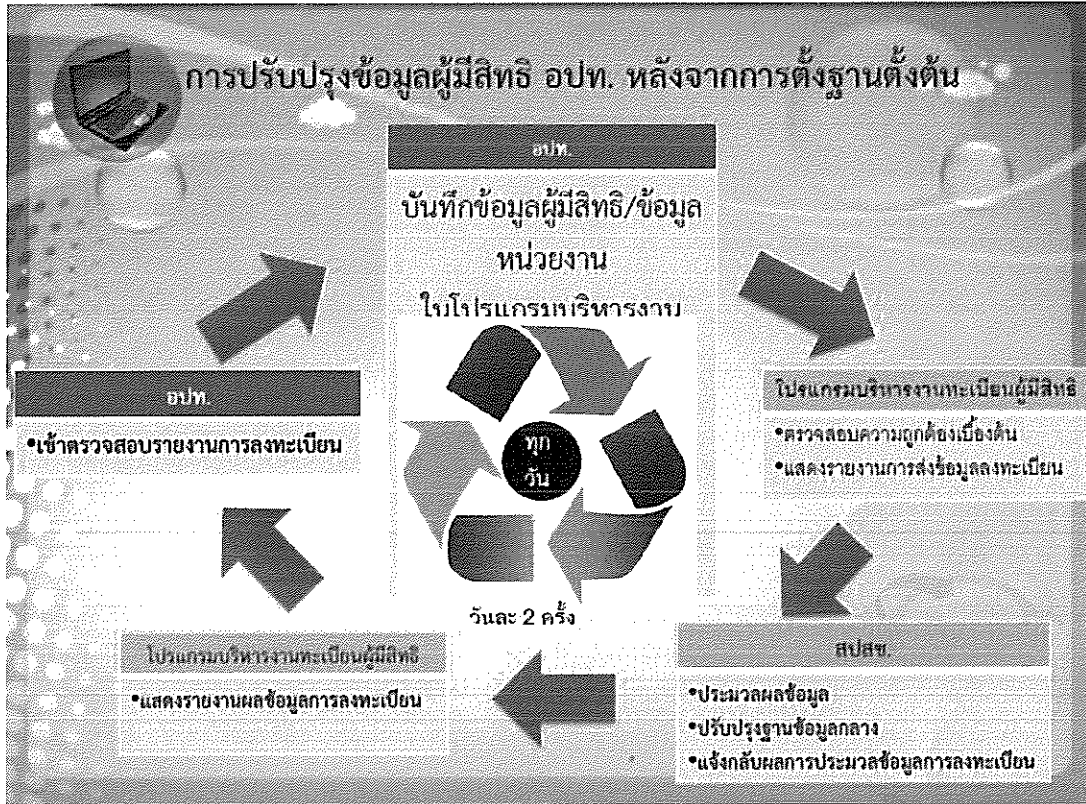 การปรับปรุงข้อมูลผู้มีสิทธิ อปท. หลังจากการตั้งฐานตั้งต้น
อปท.
บันทึกข้อมูลผู้มีสิทธิ/ข้อมูล
หน่วยงาน
ในโปรแกรมบริหารงาน
โปรแกรมบริหารงานทะเบียนผู้มีสิทธิ
•ตรวจสอบความถูกต้องเบื้องต้น
•แสดงรายงานการส่งข้อมูลลงทะเบียน
สปสช.
•ประมวลผลข้อมูล
•ปรับปรุงฐานข้อมูลกลาง
•แจ้งกลับผลการประมวลข้อมูลการลงทะเบียน
โปรแกรมบริหารงานทะเบียนผู้มีสิทธิ
•แสดงรายงานผลข้อมูลการลงทะเบียน
อปท
•เข้าตรวจสอบรายงานการลงทะเบียน
ทุก
วัน
วันละ 2 ครั้ง